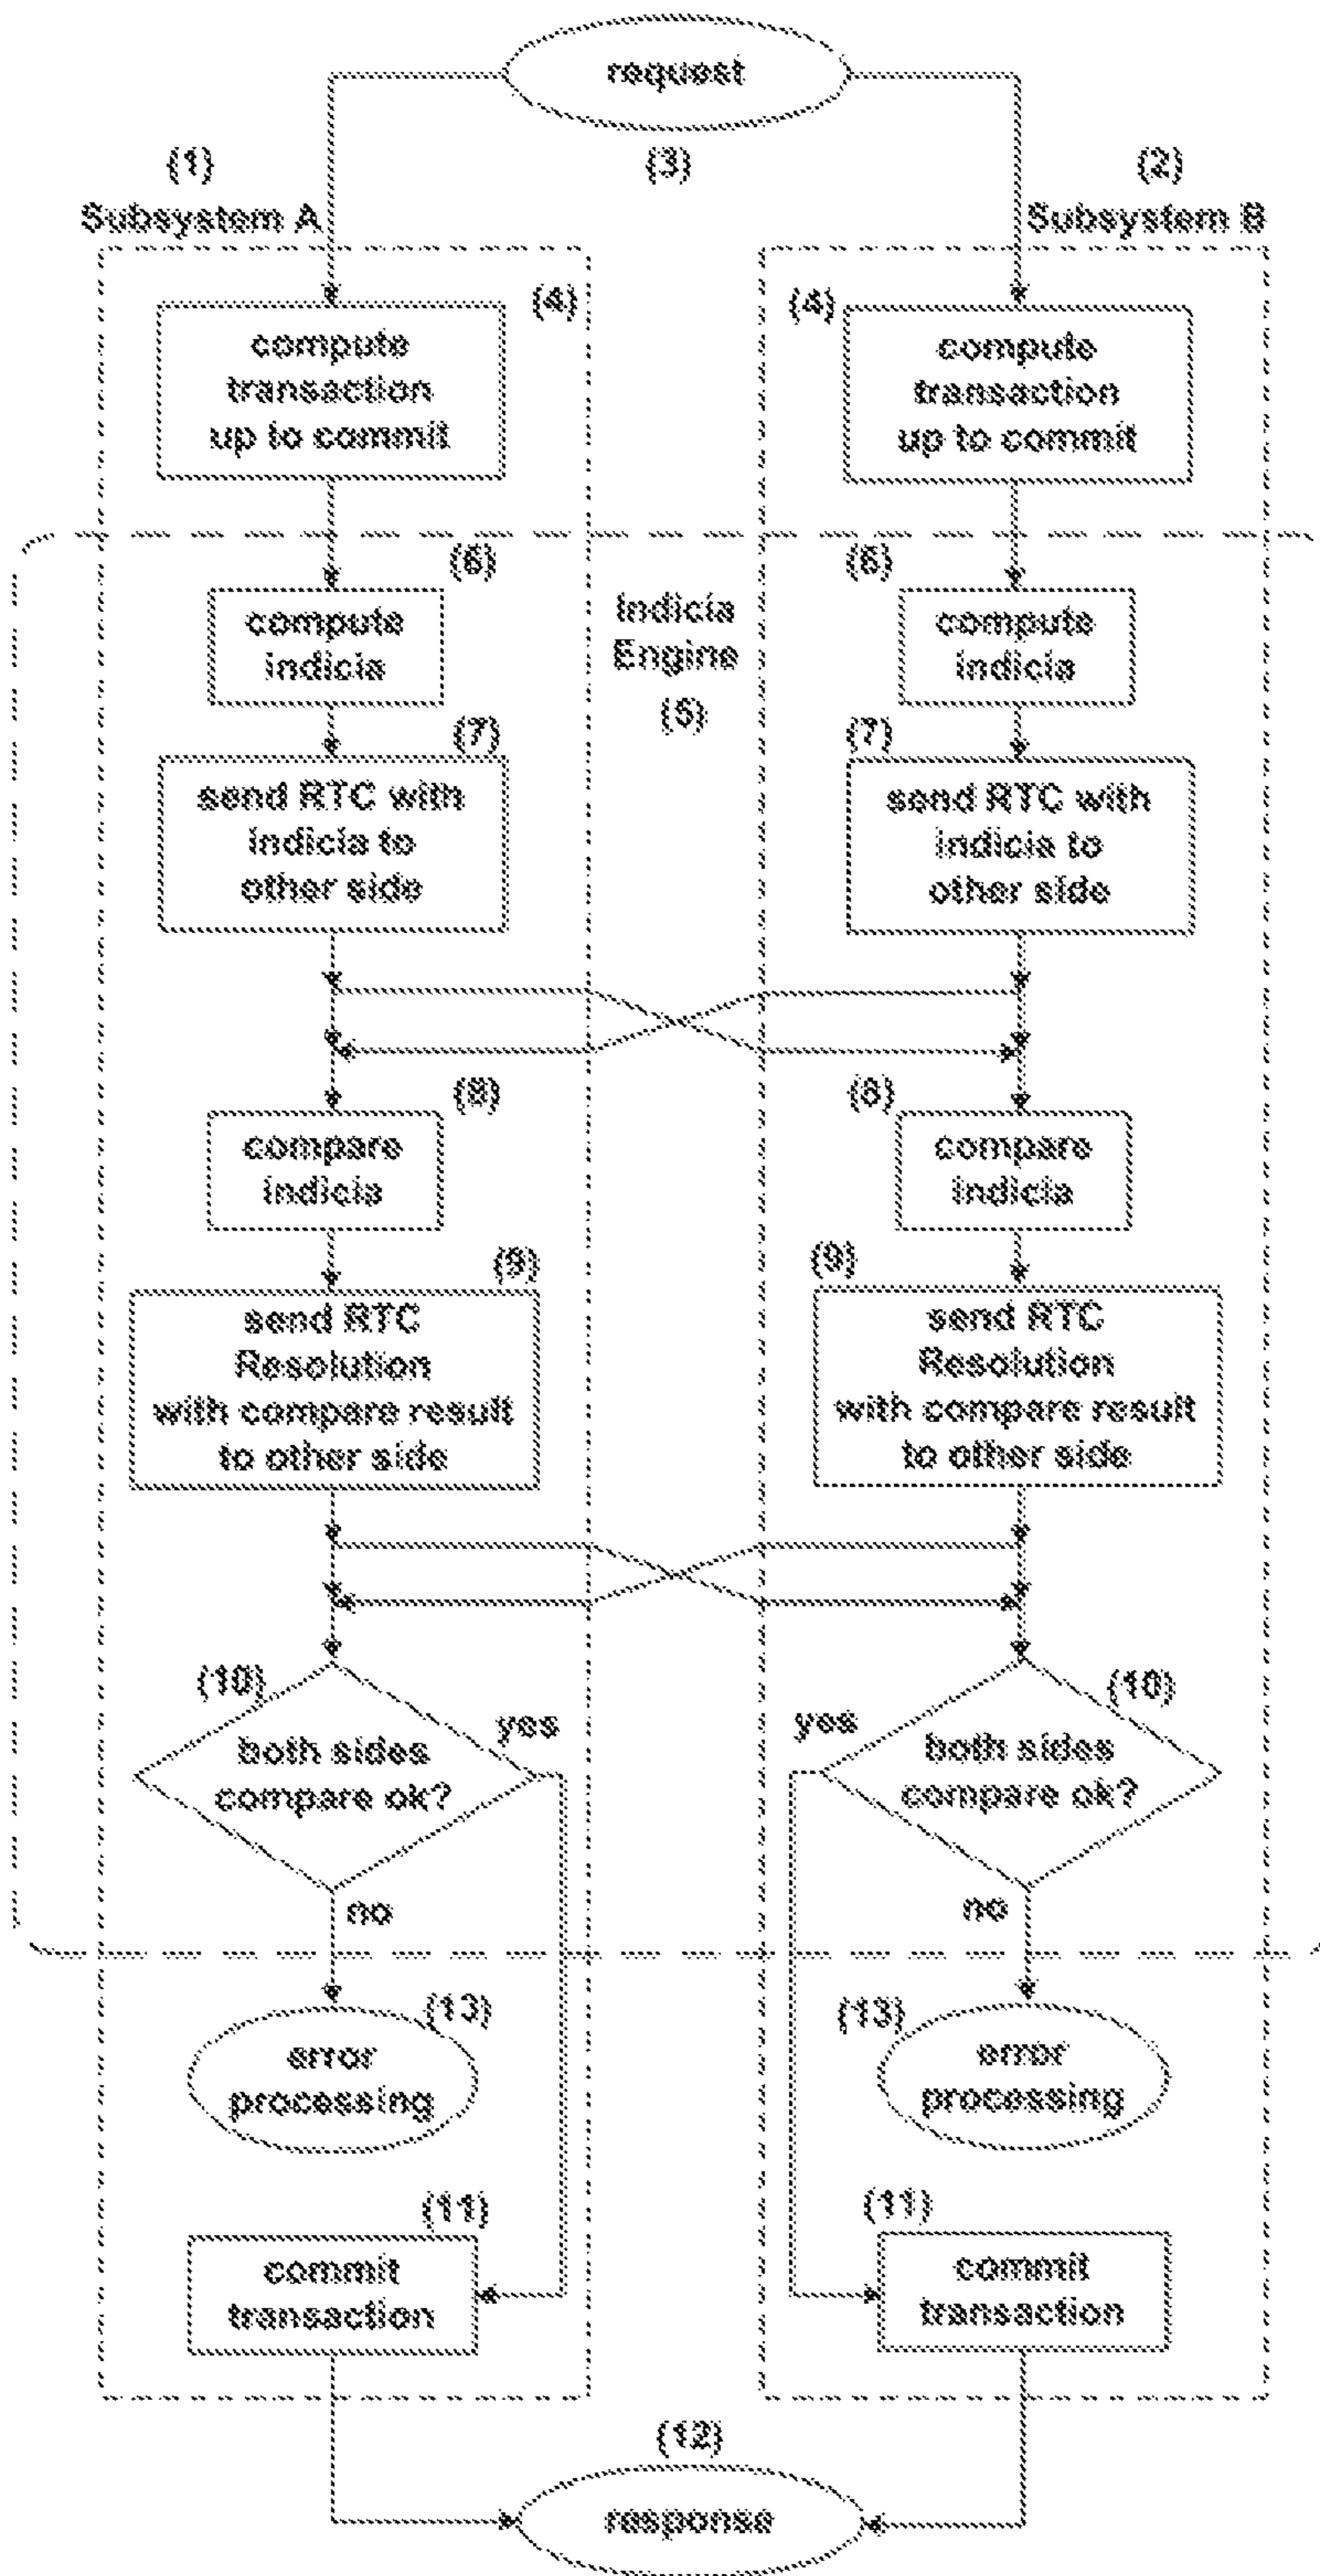 request
(3)
(1)
Subsystem A
(2)
Subsystem B
(4)
compute
transaction
up to commit
(4)
compute
transaction
up to commit
Indicia
Engine
(5)
(6)
compute
indicia
(6)
compute
indicia
(7)
send RTC with
indicia to
other side
(7)
send RTC with
indicia to
other side
(8)
compare
indicia
(8)
compare
indicia
(9)
send RTC
Resolution
with compare result
to other side
(9)
send RTC
Resolution
with compare result
to other side
(10)
both sides
compare ok?
yes
no
(10)
both sides
compare ok?
yes
no
(13)
error
processing
(13)
error
processing
(11)
commit
transaction
(11)
commit
transaction
(12)
response